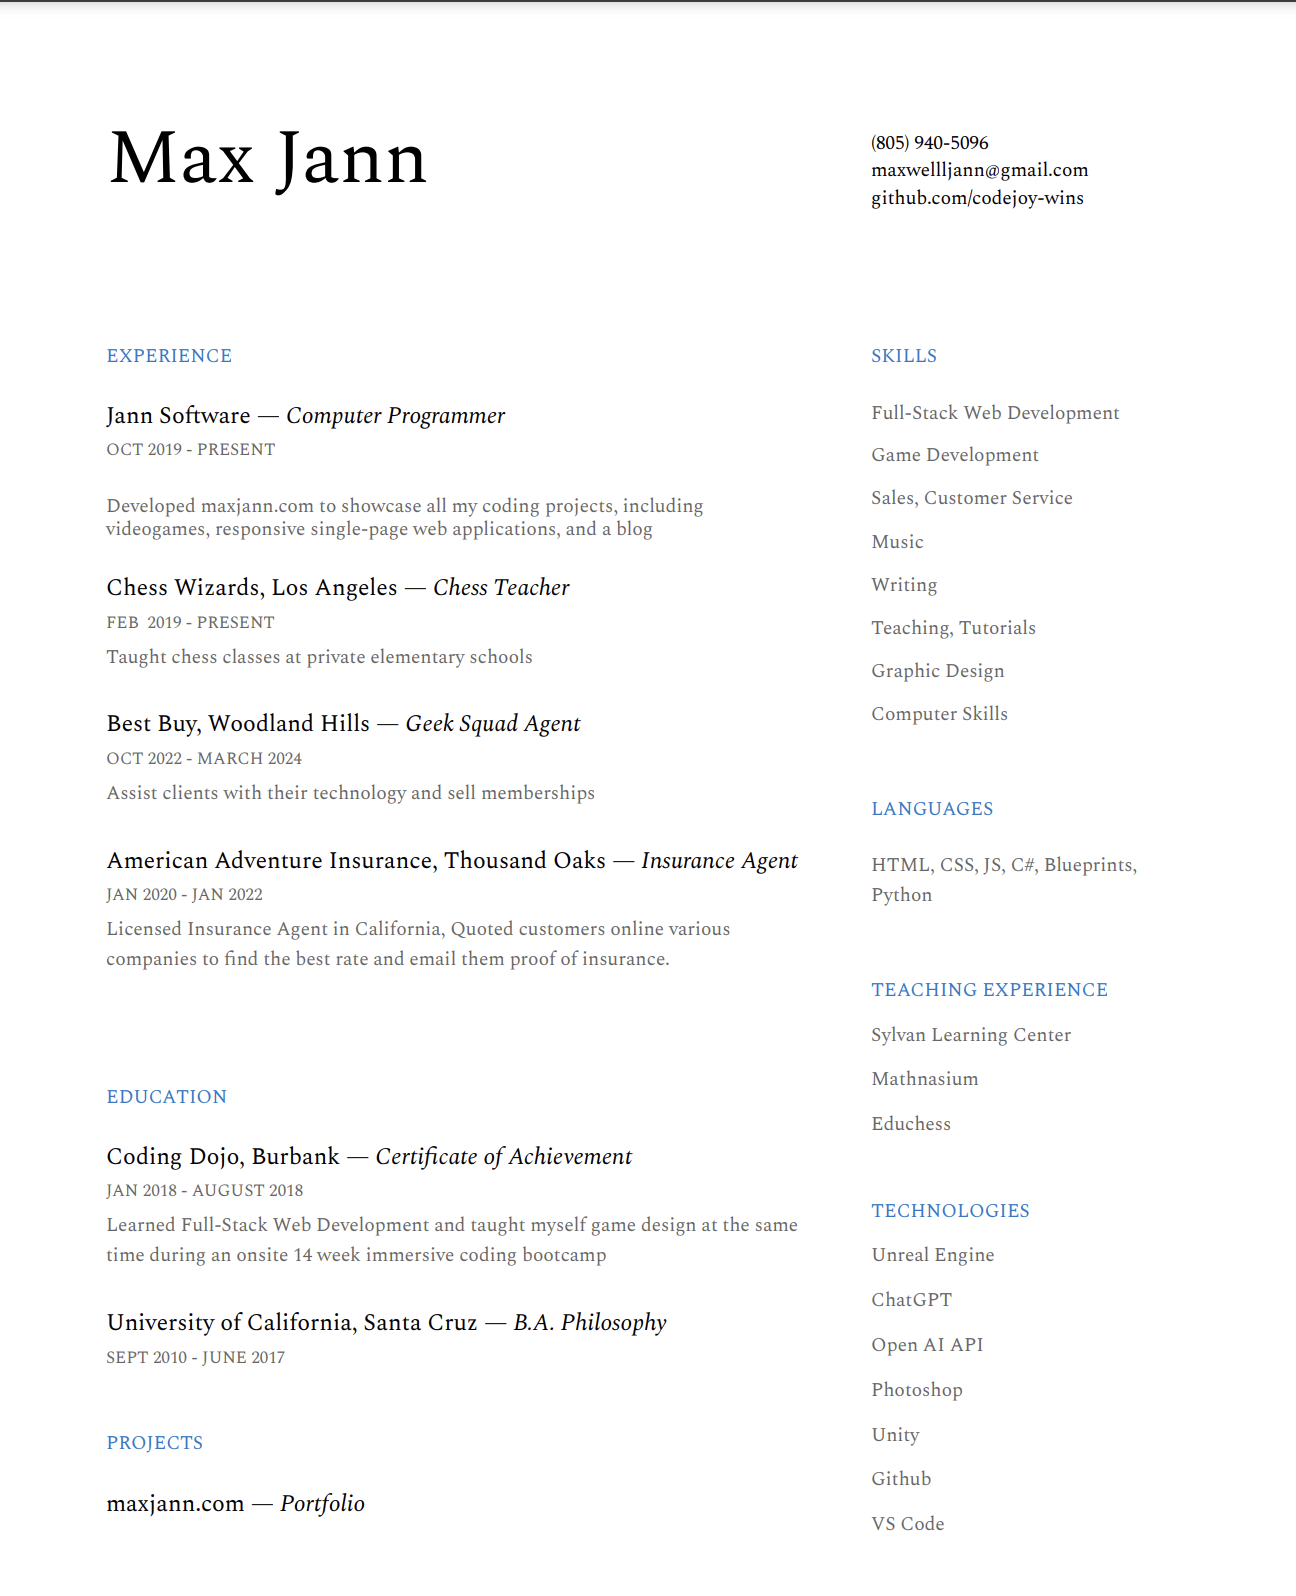 Max Jann
(805) 940-5096
maxwellljann@gmail.com
github.com/codejoy-wins
EXPERIENCE
Jann Software — Computer Programmer
OCT 2019 - PRESENT
Developed maxjann.com to showcase all my coding projects, including
videogames, responsive single-page web applications, and a blog
Chess Wizards, Los Angeles — Chess Teacher
FEB  2019 - PRESENT
Taught chess classes at private elementary schools
Best Buy, Woodland Hills — Geek Squad Agent
OCT 2022 - MARCH 2024
Assist clients with their technology and sell memberships
American Adventure Insurance, Thousand Oaks — Insurance Agent
JAN 2020 - JAN 2022
Licensed Insurance Agent in California, Quoted customers online various
companies to find the best rate and email them proof of insurance.
EDUCATION
Coding Dojo, Burbank — Certificate of Achievement
JAN 2018 - AUGUST 2018
Learned Full-Stack Web Development and taught myself game design at the same
time during an onsite 14 week immersive coding bootcamp
University of California, Santa Cruz — B.A. Philosophy
SEPT 2010 - JUNE 2017
PROJECTS
maxjann.com — Portfolio
SKILLS
Full-Stack Web Development
Game Development
Sales, Customer Service
Music
Writing
Teaching, Tutorials
Graphic Design
Computer Skills
LANGUAGES
HTML, CSS, JS, C#, Blueprints,
Python
TEACHING EXPERIENCE
Sylvan Learning Center
Mathnasium
Educhess
TECHNOLOGIES
Unreal Engine
ChatGPT
Open AI API
Photoshop
Unity
Github
VS Code